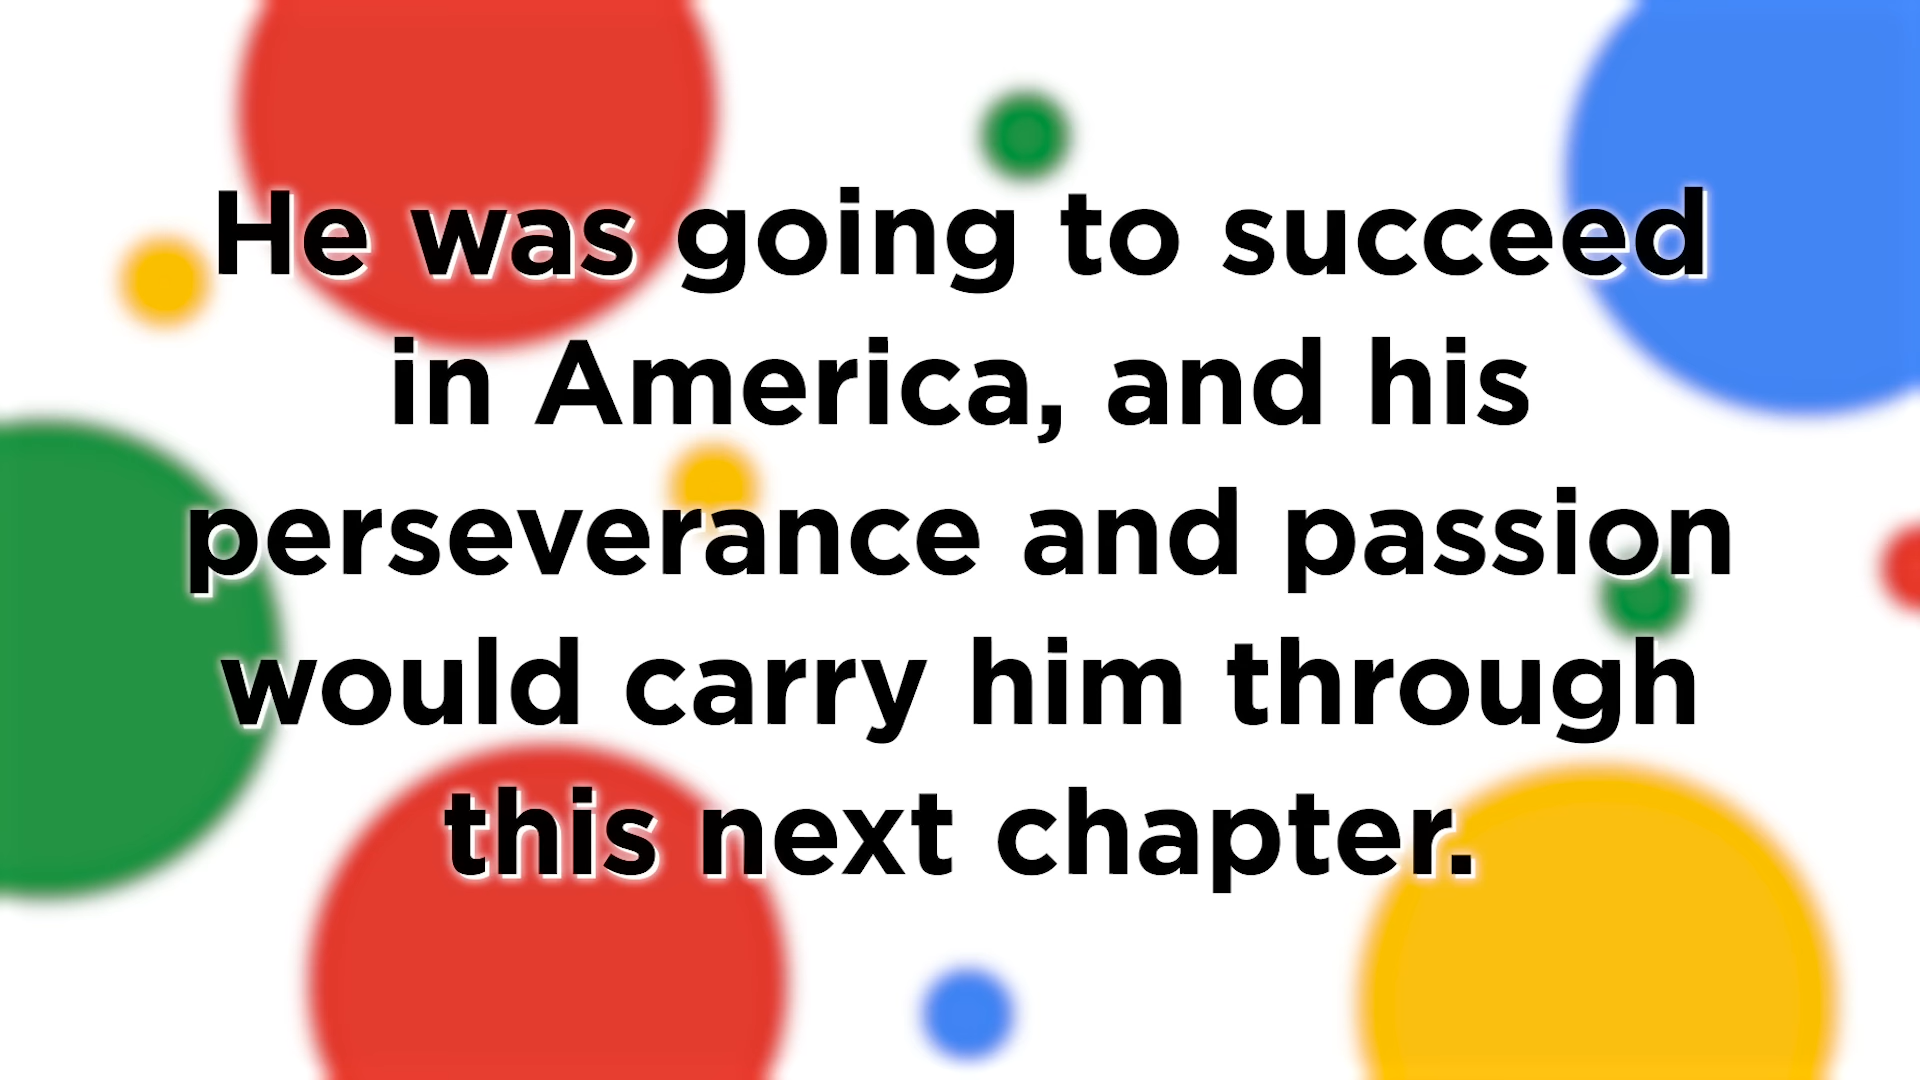 He was going to succeed
in America, and his
perseverance and passion
would carry him through
this next chapter.